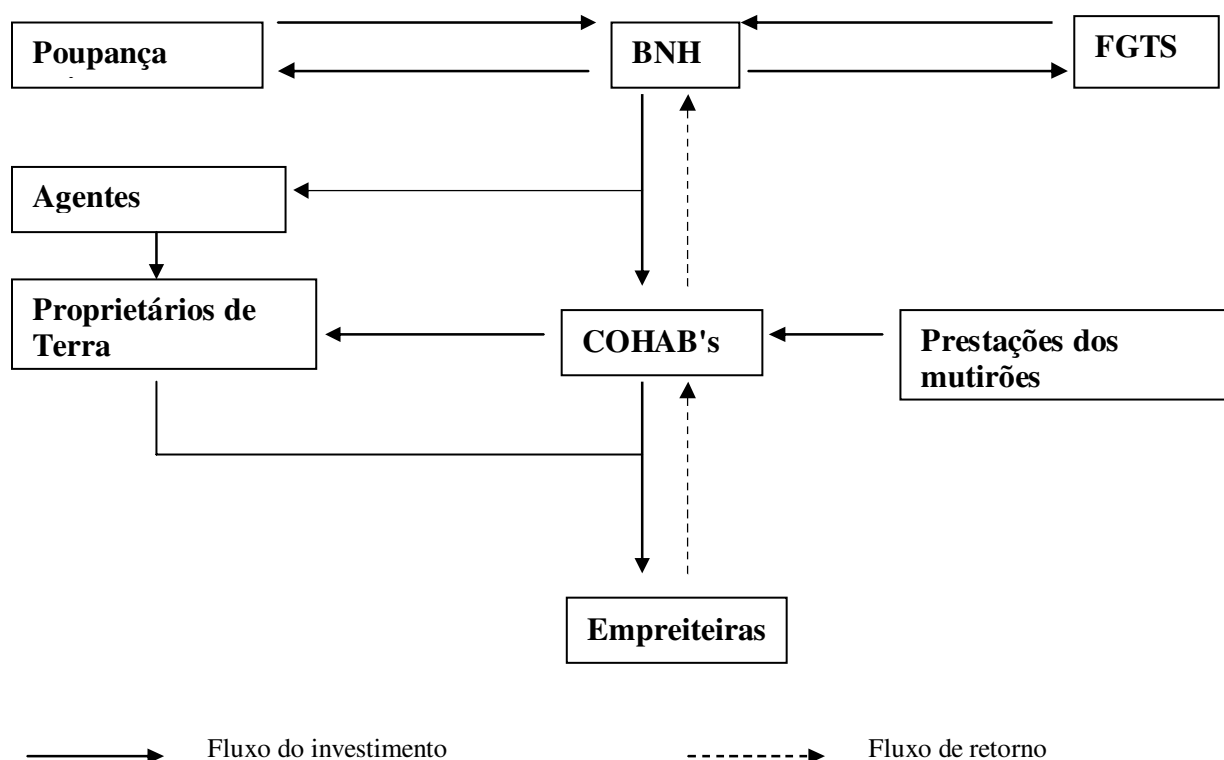 Poupança
BNH
FGTS
Agentes
Proprietários de
Terra
COHAB's
Prestações dos
mutirões
Empreiteiras
Fluxo do investimento
Fluxo de retorno